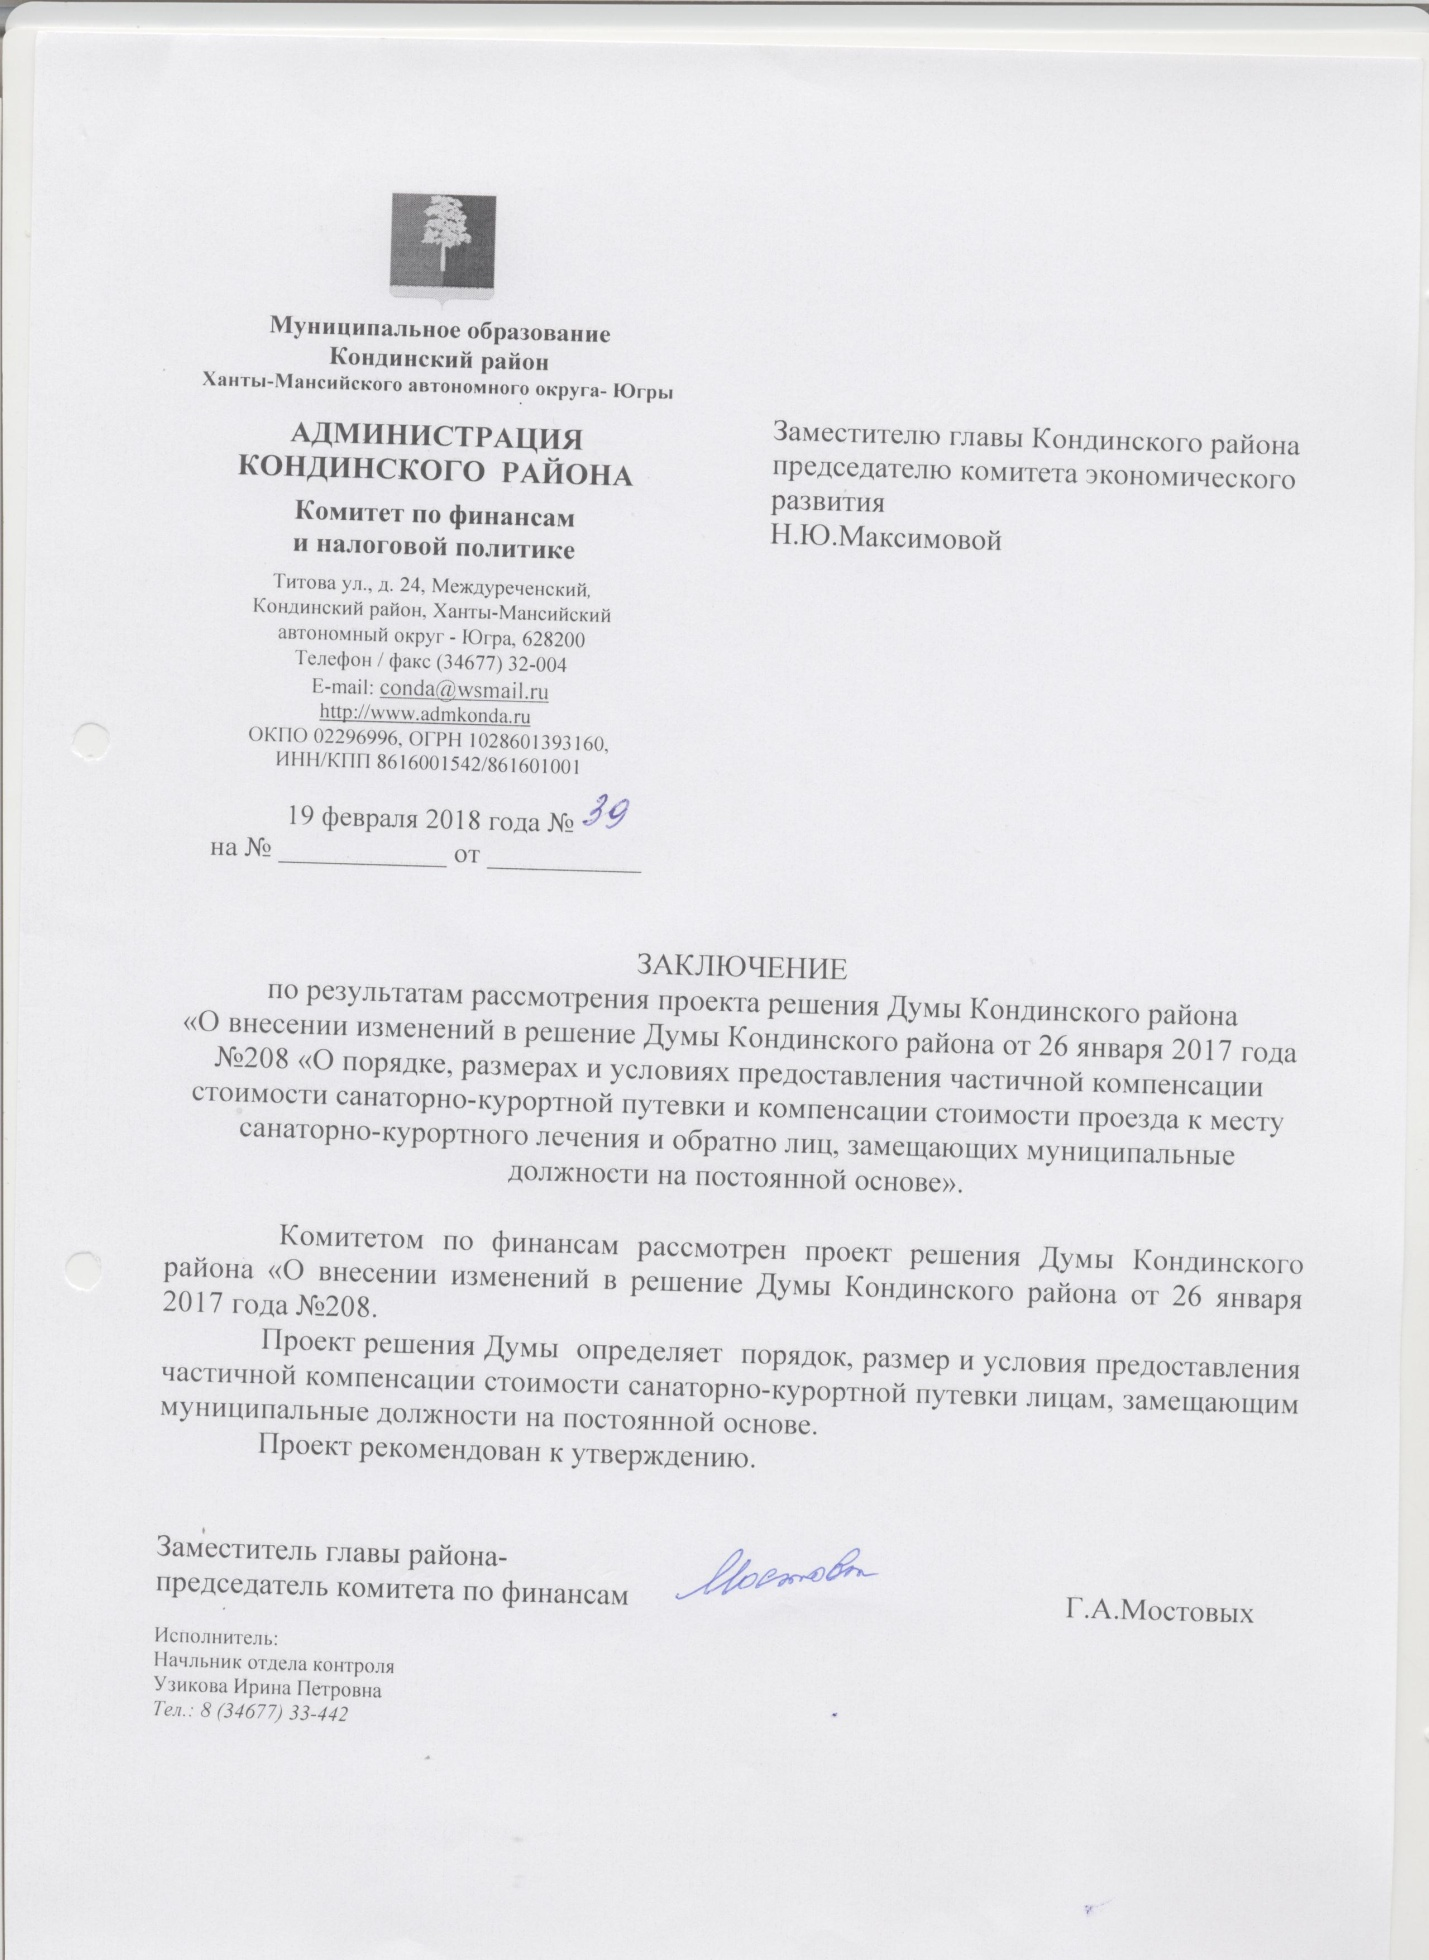 Муниципальное образование
Кондинский район
Ханты-Мансийского автономного округа- Югры
АДМИНИСТРАЦИЯ
КОНДИНСКОГО РАЙОНА
Комитет по финансам
и налоговой политике
Титова ул., д. 24, Междуреченский,
Кондинский район, Ханты-Мансийский
автономный округ - Югра, 628200
Телефон / факс (34677) 32-004
E-mail: conda@wsmail.ru
http://www.admkonda.ru
ОКПО 02296996, ОГРН 1028601393160,
ИНН/КПП 8616001542/861601001
19 февраля 2018 года № 39
на № ____________ от ___________
Заместителю главы Кондинского района
председателю комитета экономического
развития
Н.Ю.Максимовой
ЗАКЛЮЧЕНИЕ
по результатам рассмотрения проекта решения Думы Кондинского района
«О внесении изменений в решение Думы Кондинского района от 26 января 2017 года
№208 «О порядке, размерах и условиях предоставления частичной компенсации
стоимости санаторно-курортной путевки и компенсации стоимости проезда к месту
санаторно-курортного лечения и обратно лиц, замещающих муниципальные
должности на постоянной основе».
Комитетом по финансам рассмотрен проект решения Думы Кондинского
района «О внесении изменений в решение Думы Кондинского района от 26 января
2017 года №208.
Проект решения Думы определяет порядок, размер и условия предоставления
частичной компенсации стоимости санаторно-курортной путевки лицам, замещающим
муниципальные должности на постоянной основе.
Проект рекомендован к утверждению.
Заместитель главы района-
председатель комитета по финансам
Г.А.Мостовых
Исполнитель:
Начльник отдела контроля
Узикова Ирина Петровна
Тел.: 8 (34677) 33-442